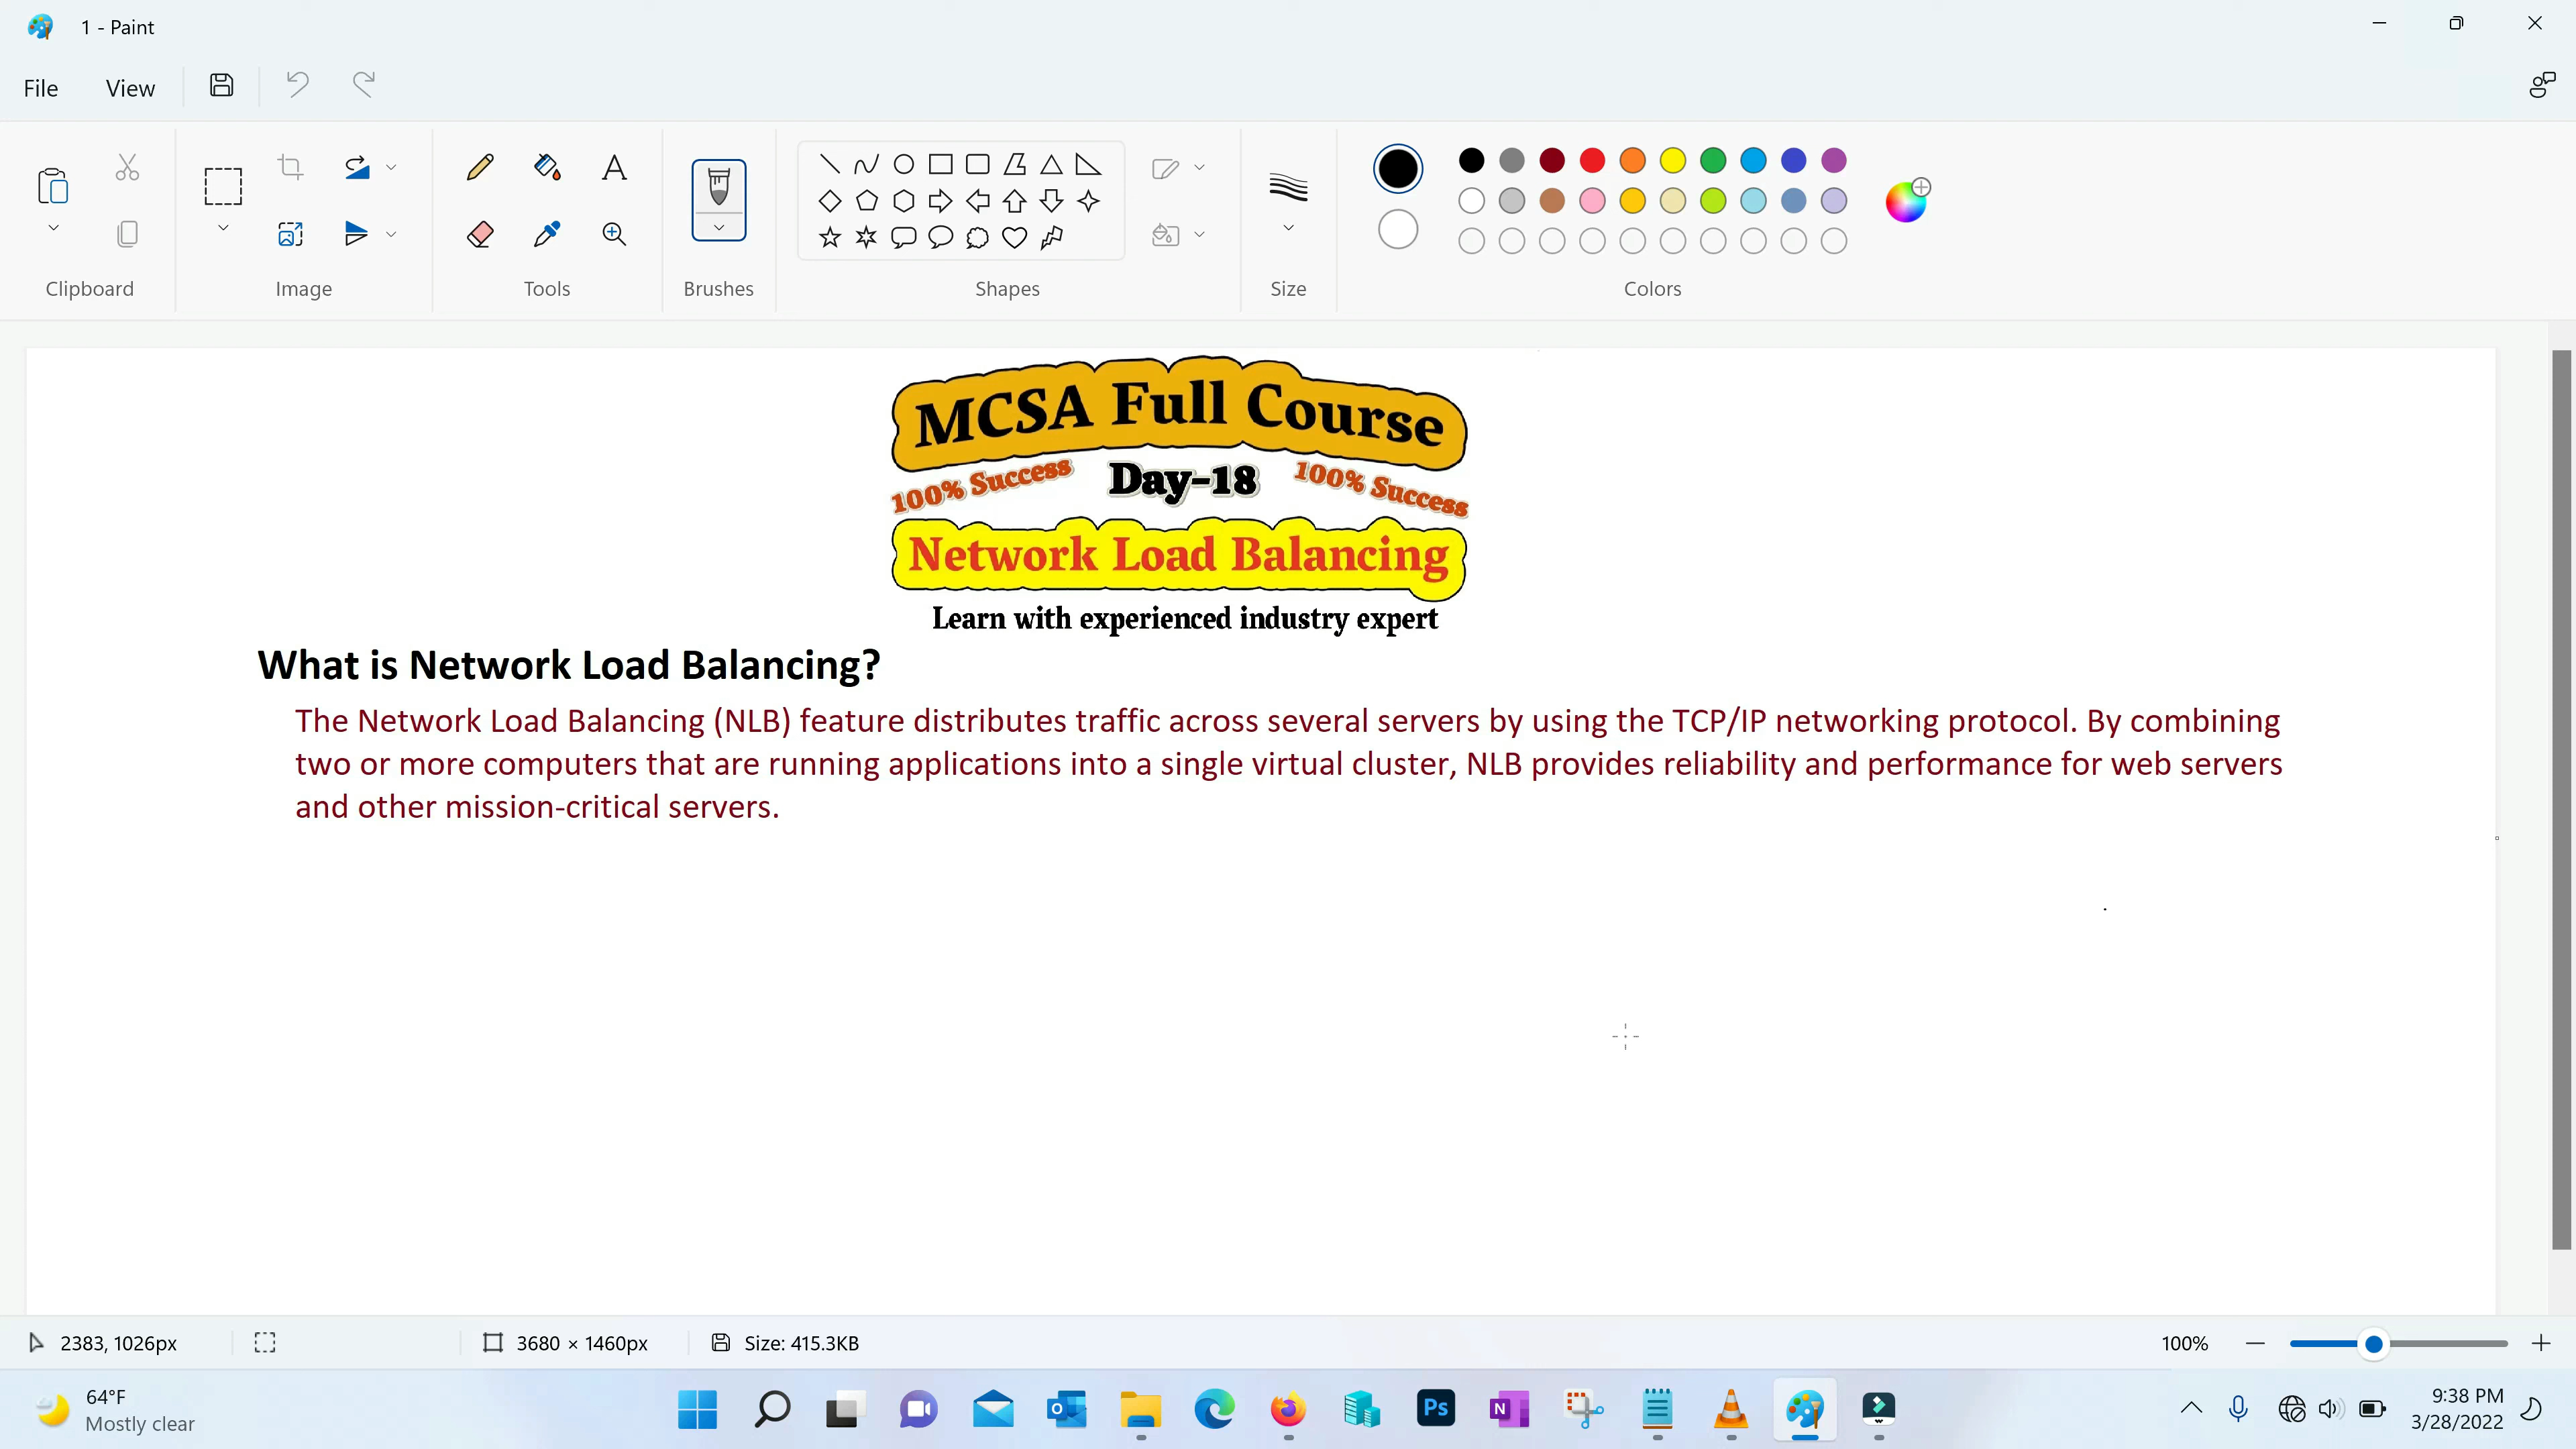 1 - Paint
File View
Clipboard Image Tools Brushes Shapes Size Colors
MCSA Full Course
100% Success Day-18 100% Success
Network Load Balancing
Learn with experienced industry expert
What is Network Load Balancing?
The Network Load Balancing (NLB) feature distributes traffic across several servers by using the TCP/IP networking protocol. By combining
two or more computers that are running applications into a single virtual cluster, NLB provides reliability and performance for web servers
and other mission-critical servers.
2383, 1026px 3680 × 1460px Size: 415.3KB 100%
64°F
Mostly clear
Ps
N
9:38 PM
3/28/2022